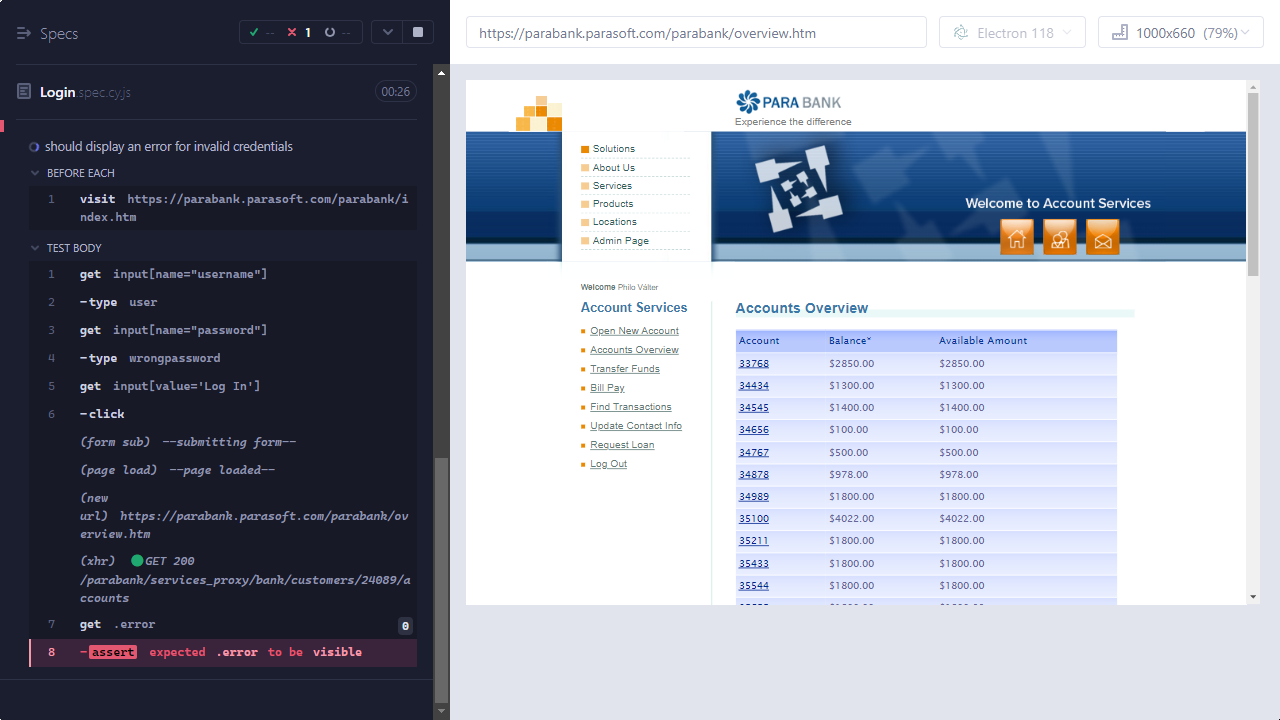 Specs
--
1
--
Login.spec.cy.js
00:26
should display an error for invalid credentials
BEFORE EACH
1 visit https://parabank.parasoft.com/parabank/i
ndex.htm
TEST BODY
1 get input[name="username"]
2 -type user
3 get input[name="password"]
4 -type wrongpassword
5 get input[value='Log In']
6 -click
(form sub) --submitting form--
(page load) --page loaded--
(new
url) https://parabank.parasoft.com/parabank/ov
erview.htm
(xhr) GET 200
/parabank/services_proxy/bank/customers/24089/a
ccounts
7 get .error 0
8 -assert expected .error to be visible
https://parabank.parasoft.com/parabank/overview.htm
Electron 118
1000x660 (79%)
PARA BANK
Experience the difference
Solutions
About Us
Services
Products
Locations
Admin Page
Welcome to Account Services
Welcome Philo Válter
Account Services
Open New Account
Accounts Overview
Transfer Funds
Bill Pay
Find Transactions
Update Contact Info
Request Loan
Log Out
Accounts Overview
Account Balance* Available Amount
33768 $2850.00 $2850.00
34434 $1300.00 $1300.00
34545 $1400.00 $1400.00
34656 $100.00 $100.00
34767 $500.00 $500.00
34878 $978.00 $978.00
34989 $1800.00 $1800.00
35100 $4022.00 $4022.00
35211 $1800.00 $1800.00
35433 $1800.00 $1800.00
35544 $1800.00 $1800.00